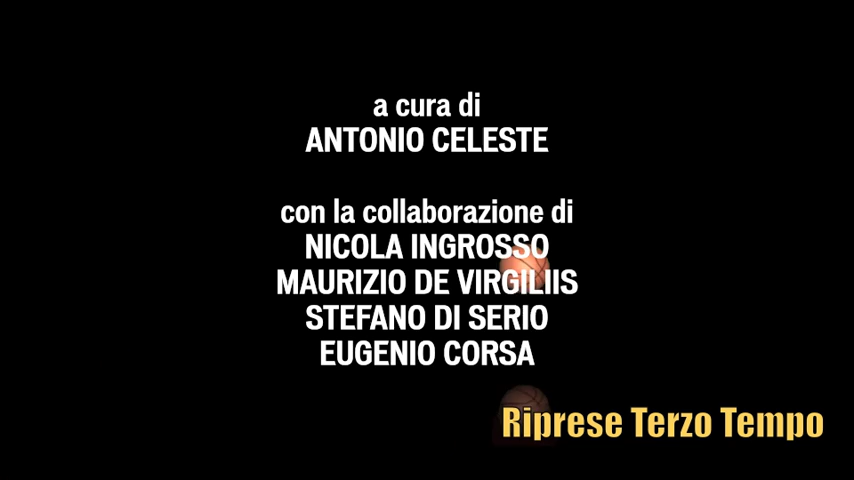 a cura di
ANTONIO CELESTE
con la collaborazione di
NICOLA INGROSSO
MAURIZIO DE VIRGILIIS
STEFANO DI SERIO
EUGENIO CORSA
Riprese Terzo Tempo